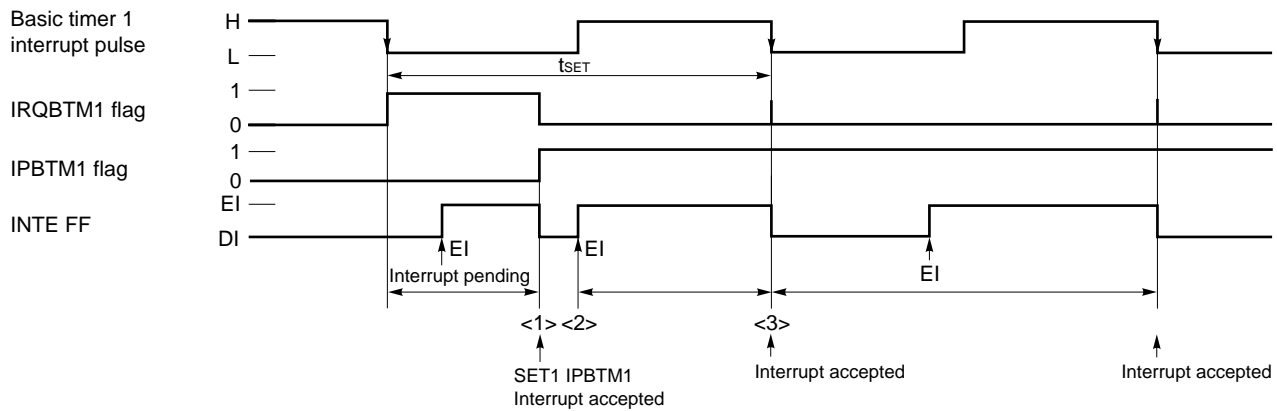 Basic timer 1
interrupt pulse
H
L
tSET
IRQBTM1 flag
1
0
IPBTM1 flag
1
0
INTE FF
EI
DI
EI
EI
EI
Interrupt pending
<1> <2> <3>
SET1 IPBTM1
Interrupt accepted
Interrupt accepted
Interrupt accepted